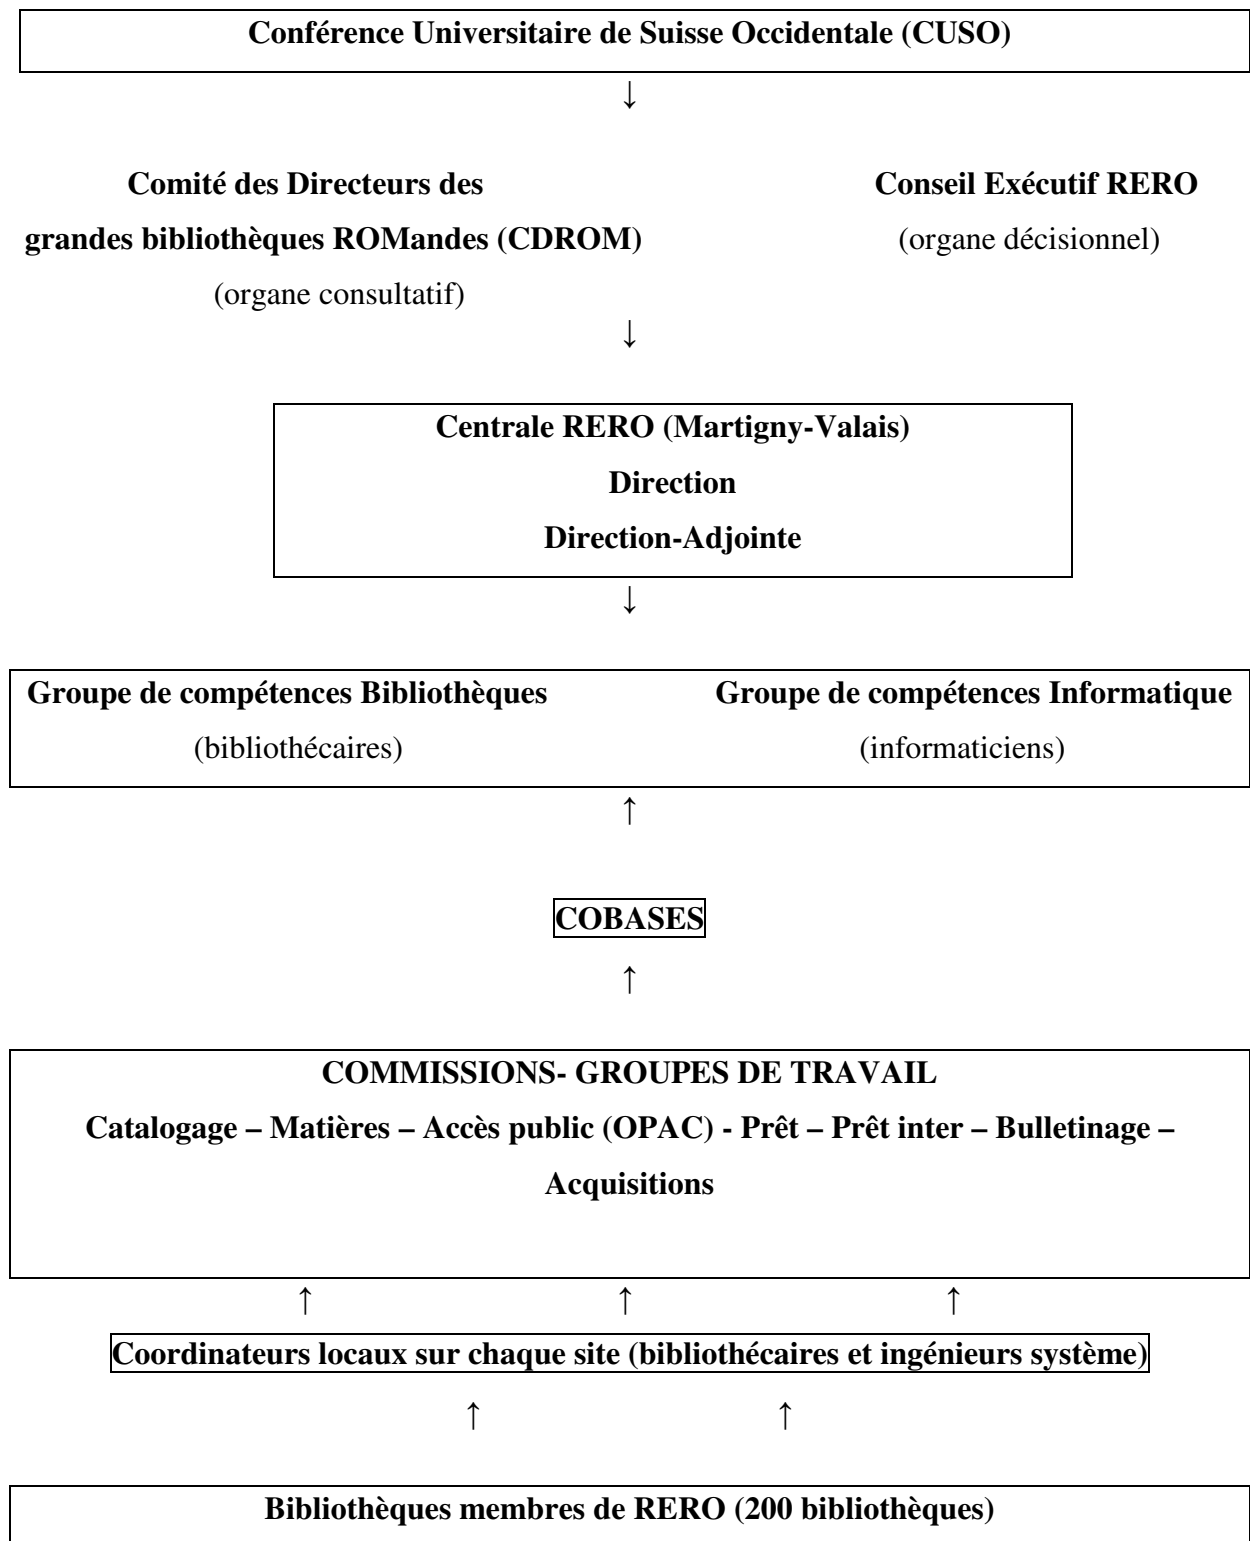 Conférence Universitaire de Suisse Occidentale (CUSO)
↓
Comité des Directeurs des
grandes bibliothèques ROMandes (CDROM)
(organe consultatif)
Conseil Exécutif RERO
(organe décisionnel)
↓
Centrale RERO (Martigny-Valais)
Direction
Direction-Adjointe
↓
Groupe de compétences Bibliothèques
(bibliothécaires)
Groupe de compétences Informatique
(informaticiens)
↑
COBASES
↑
COMMISSIONS- GROUPES DE TRAVAIL
Catalogage – Matières – Accès public (OPAC) - Prêt – Prêt inter – Bulletinage –
Acquisitions
↑ ↑ ↑
Coordinateurs locaux sur chaque site (bibliothécaires et ingénieurs système)
↑ ↑
Bibliothèques membres de RERO (200 bibliothèques)